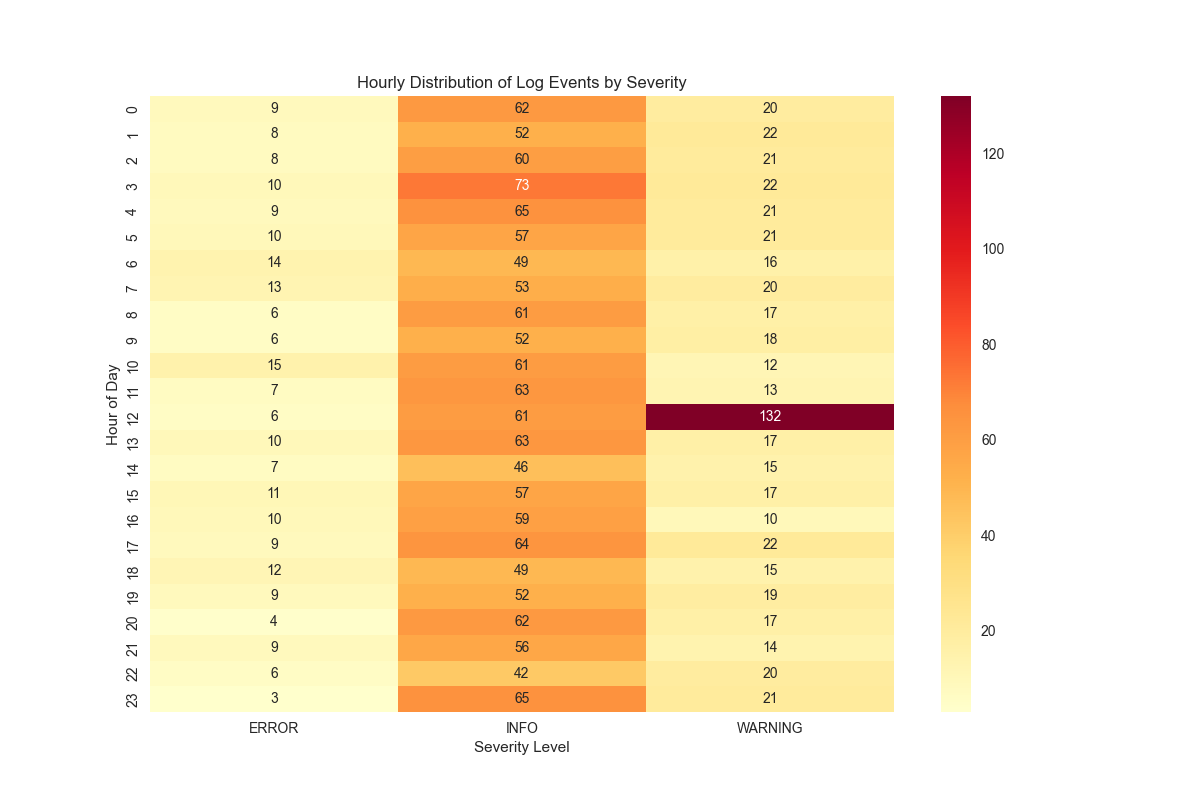 Hourly Distribution of Log Events by Severity
Hour of Day
0 9 62 20
1 8 52 22
2 8 60 21
3 10 73 22
4 9 65 21
5 10 57 21
6 14 49 16
7 13 53 20
8 6 61 17
9 6 52 18
10 15 61 12
11 7 63 13
12 6 61 132
13 10 63 17
14 7 46 15
15 11 57 17
16 10 59 10
17 9 64 22
18 12 49 15
19 9 52 19
20 4 62 17
21 9 56 14
22 6 42 20
23 3 65 21
ERROR INFO WARNING
Severity Level
120
100
80
60
40
20